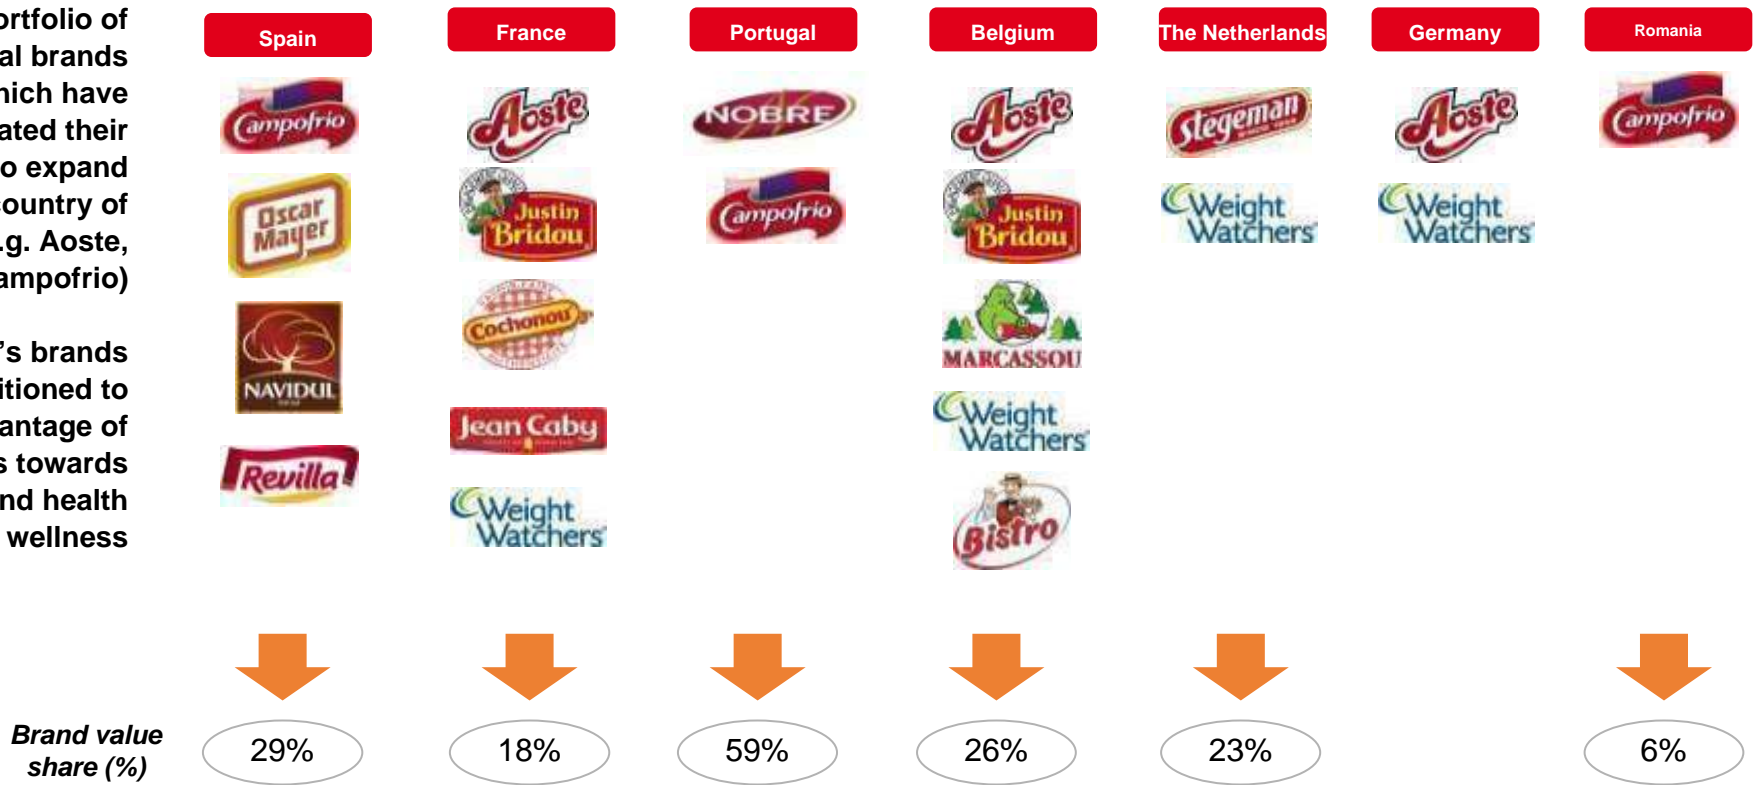 ortfolio of
al brands
hich have
ated their
o expand
country of
.g. Aoste,
ampofrio)
's brands
itioned to
antage of
s towards
nd health
wellness
Spain
France
Portugal
Belgium
The Netherlands
Germany
Romania
Campofrio
Oscar
Mayer
NAVIDUL
Revilla
Aoste
Justin
Bridou
Cochonou
Jean Caby
Weight
Watchers
NOBRE
Campofrio
Aoste
Justin
Bridou
MARCASSOU
Weight
Watchers
Bistro
Stegeman
Weight
Watchers
Aoste
Weight
Watchers
Campofrio
Brand value
share (%)
29%
18%
59%
26%
23%
6%